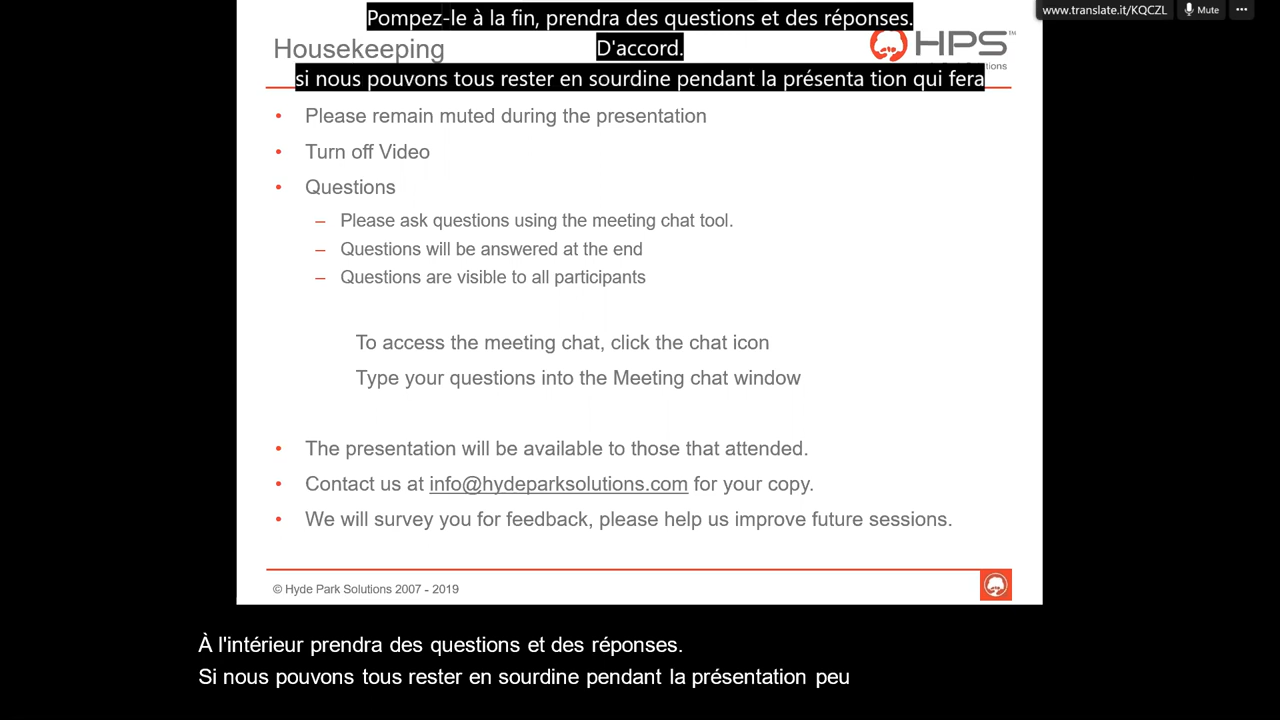 Pompez-le à la fin, prendra des questions et des réponses.
www.translate.it/KQCZL
Mute
D'accord.
Housekeeping
HPS
TM
Solutions
si nous pouvons tous rester en sourdine pendant la présenta tion qui fera
• Please remain muted during the presentation
• Turn off Video
• Questions
– Please ask questions using the meeting chat tool.
– Questions will be answered at the end
– Questions are visible to all participants
To access the meeting chat, click the chat icon
Type your questions into the Meeting chat window
• The presentation will be available to those that attended.
• Contact us at info@hydeparksolutions.com for your copy.
• We will survey you for feedback, please help us improve future sessions.
© Hyde Park Solutions 2007 - 2019
À l'intérieur prendra des questions et des réponses.
Si nous pouvons tous rester en sourdine pendant la présentation peu